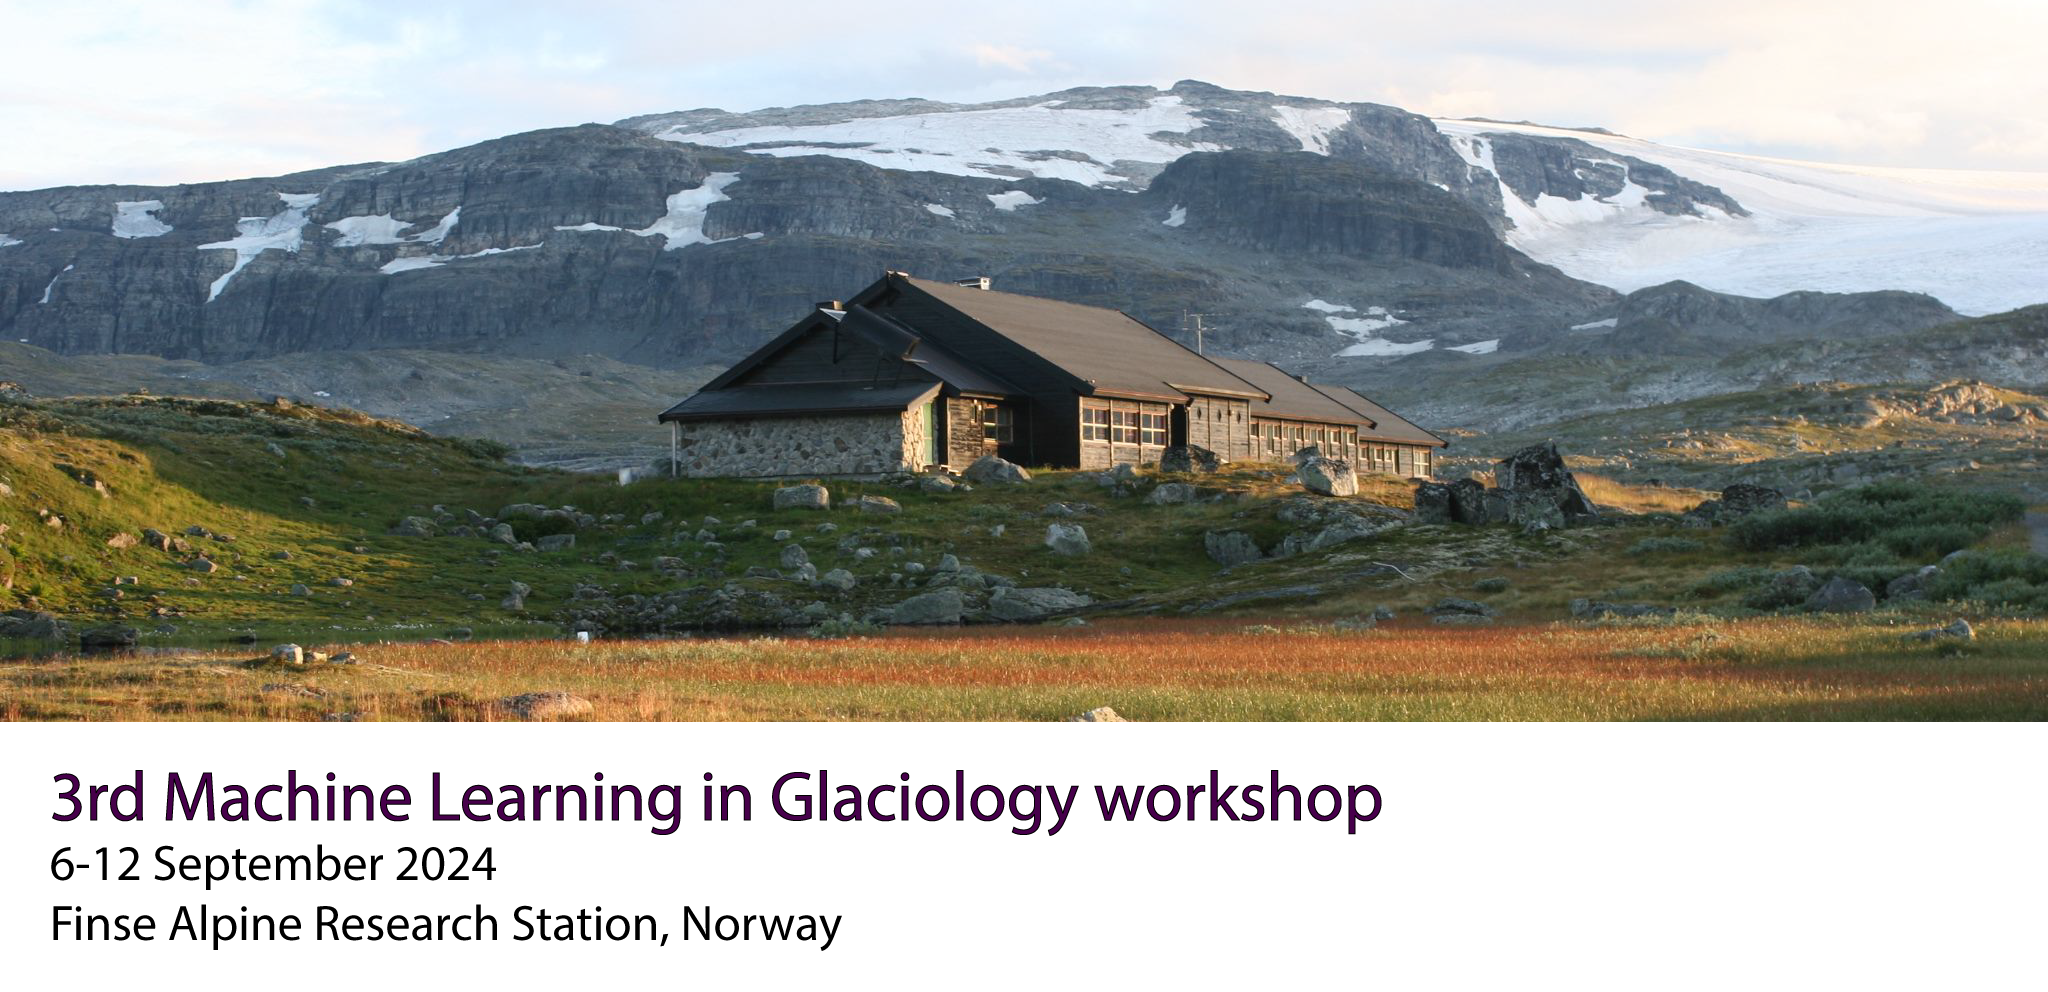 3rd Machine Learning in Glaciology workshop
6-12 September 2024
Finse Alpine Research Station, Norway